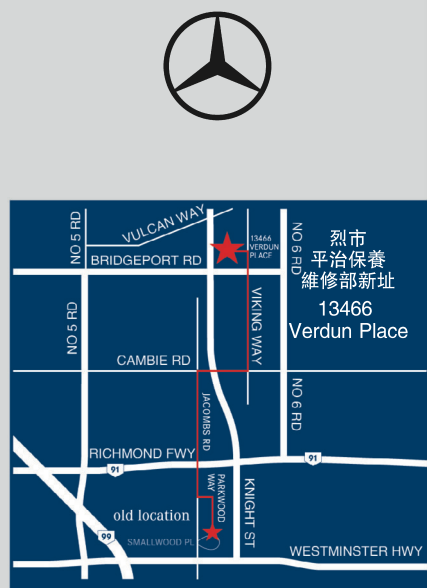 NO 5 RD
VULCAN WAY
13466
VERDUN
PLACE
NO 6 RD
烈市
平治保養
維修部新址
13466
Verdun Place
BRIDGEPORT RD
NO 5 RD
VIKING WAY
CAMBIE RD
NO 6 RD
JACOBS RD
RICHMOND FWY
91
91
PARKWOOD
WAY
KNIGHT ST
old location
99
SMALLWOOD PL
WESTMINSTER HWY